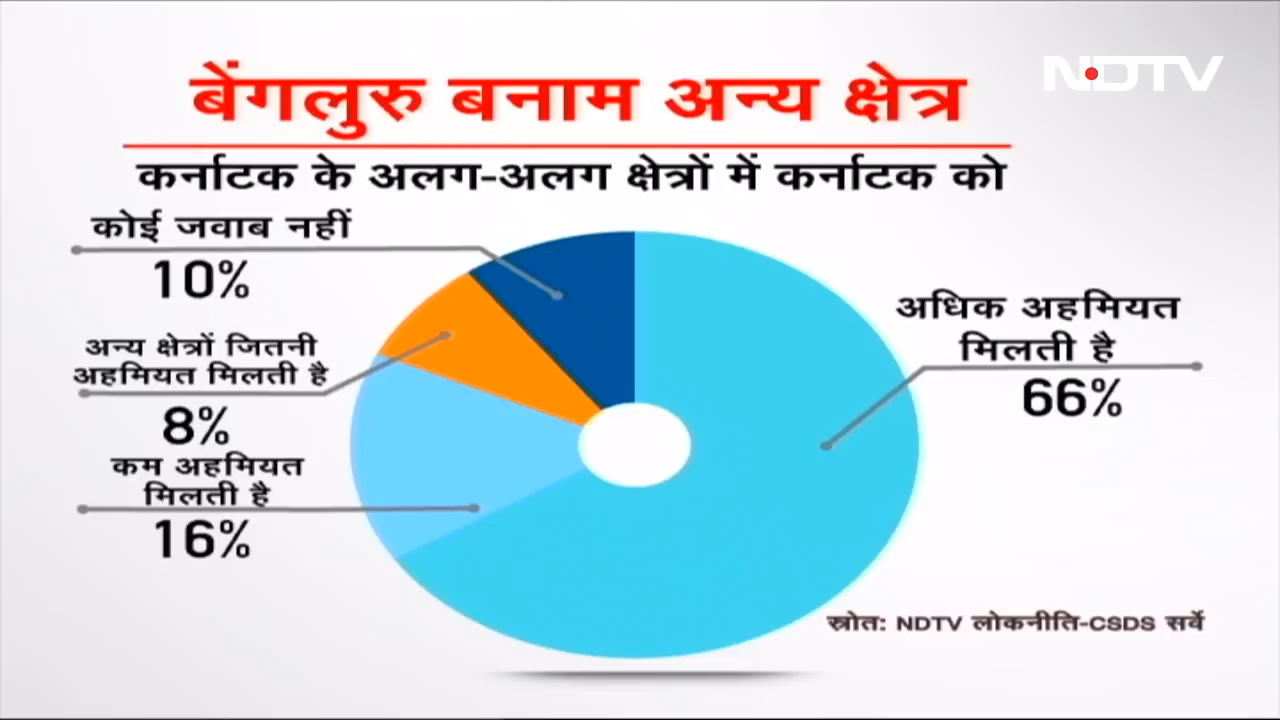 NDTV
बेंगलुरु बनाम अन्य क्षेत्र
कर्नाटक के अलग-अलग क्षेत्रों में कर्नाटक को
कोई जवाब नहीं
10%
अन्य क्षेत्रों जितनी
अहमियत मिलती है
8%
कम अहमियत
मिलती है
16%
अधिक अहमियत
मिलती है
66%
स्रोत: NDTV लोकनीति-CSDS सर्वे